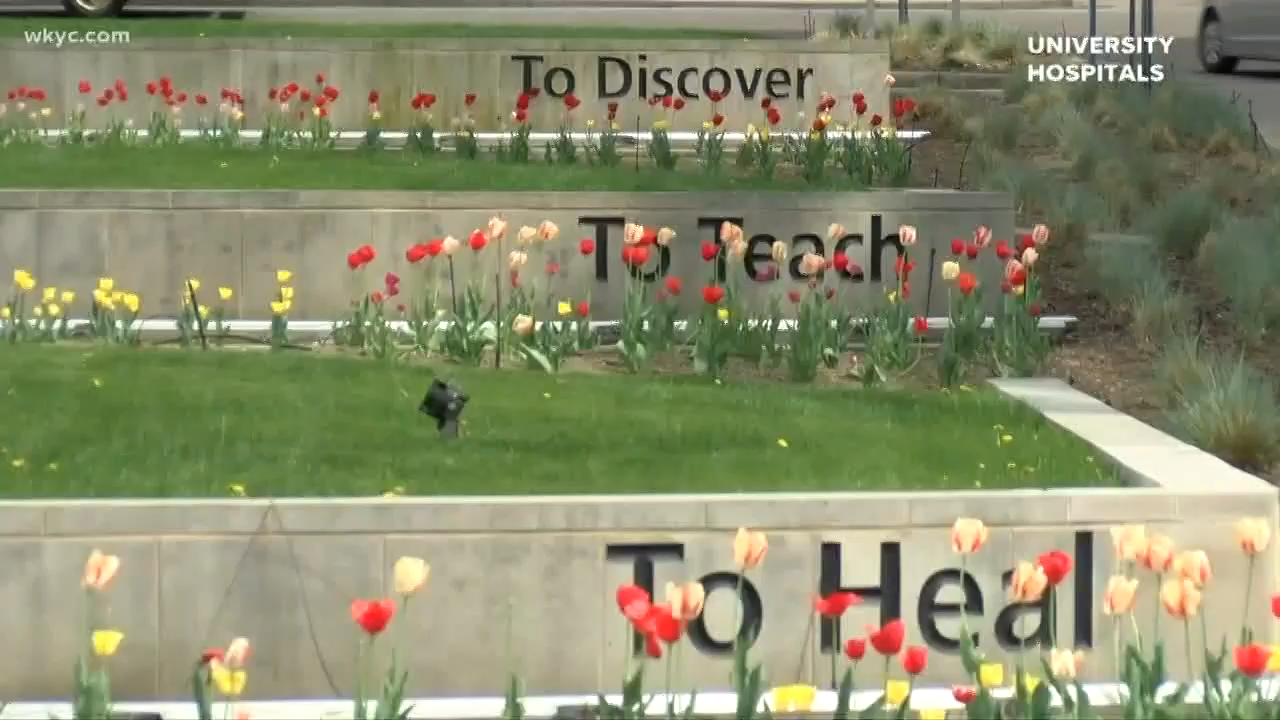 wkyc.com
UNIVERSITY
HOSPITALS
To Discover
To Teach
To Heal